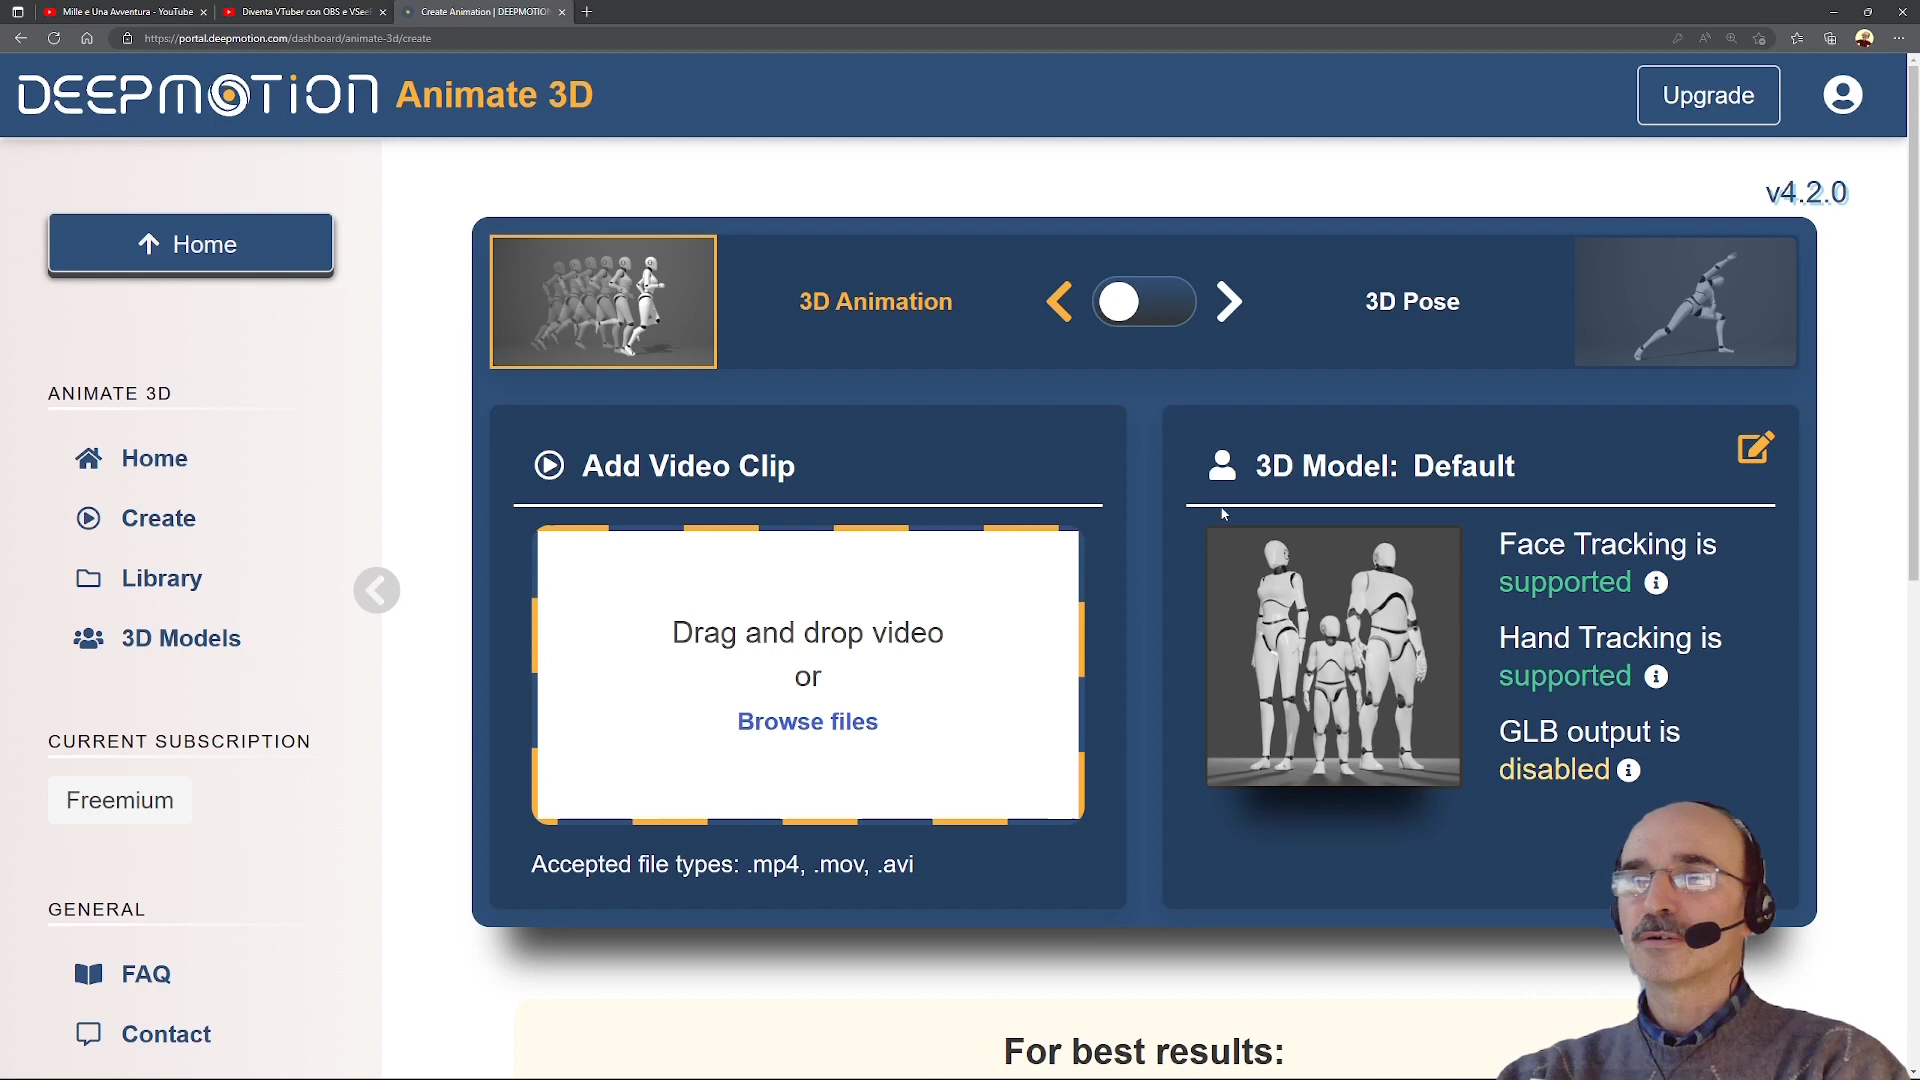 Mille e Una Avventura - YouTube
Diventa VTuber con OBS e VSee
Create Animation | DEEPMOTION
https://portal.deepmotion.com/dashboard/animate-3d/create
DEEPMOTION Animate 3D
Upgrade
v4.2.0
Home
3D Animation
3D Pose
ANIMATE 3D
Home
Create
Library
3D Models
CURRENT SUBSCRIPTION
Freemium
GENERAL
FAQ
Contact
Add Video Clip
Drag and drop video
or
Browse files
Accepted file types: .mp4, .mov, .avi
3D Model: Default
Face Tracking is
supported
Hand Tracking is
supported
GLB output is
disabled
For best results: